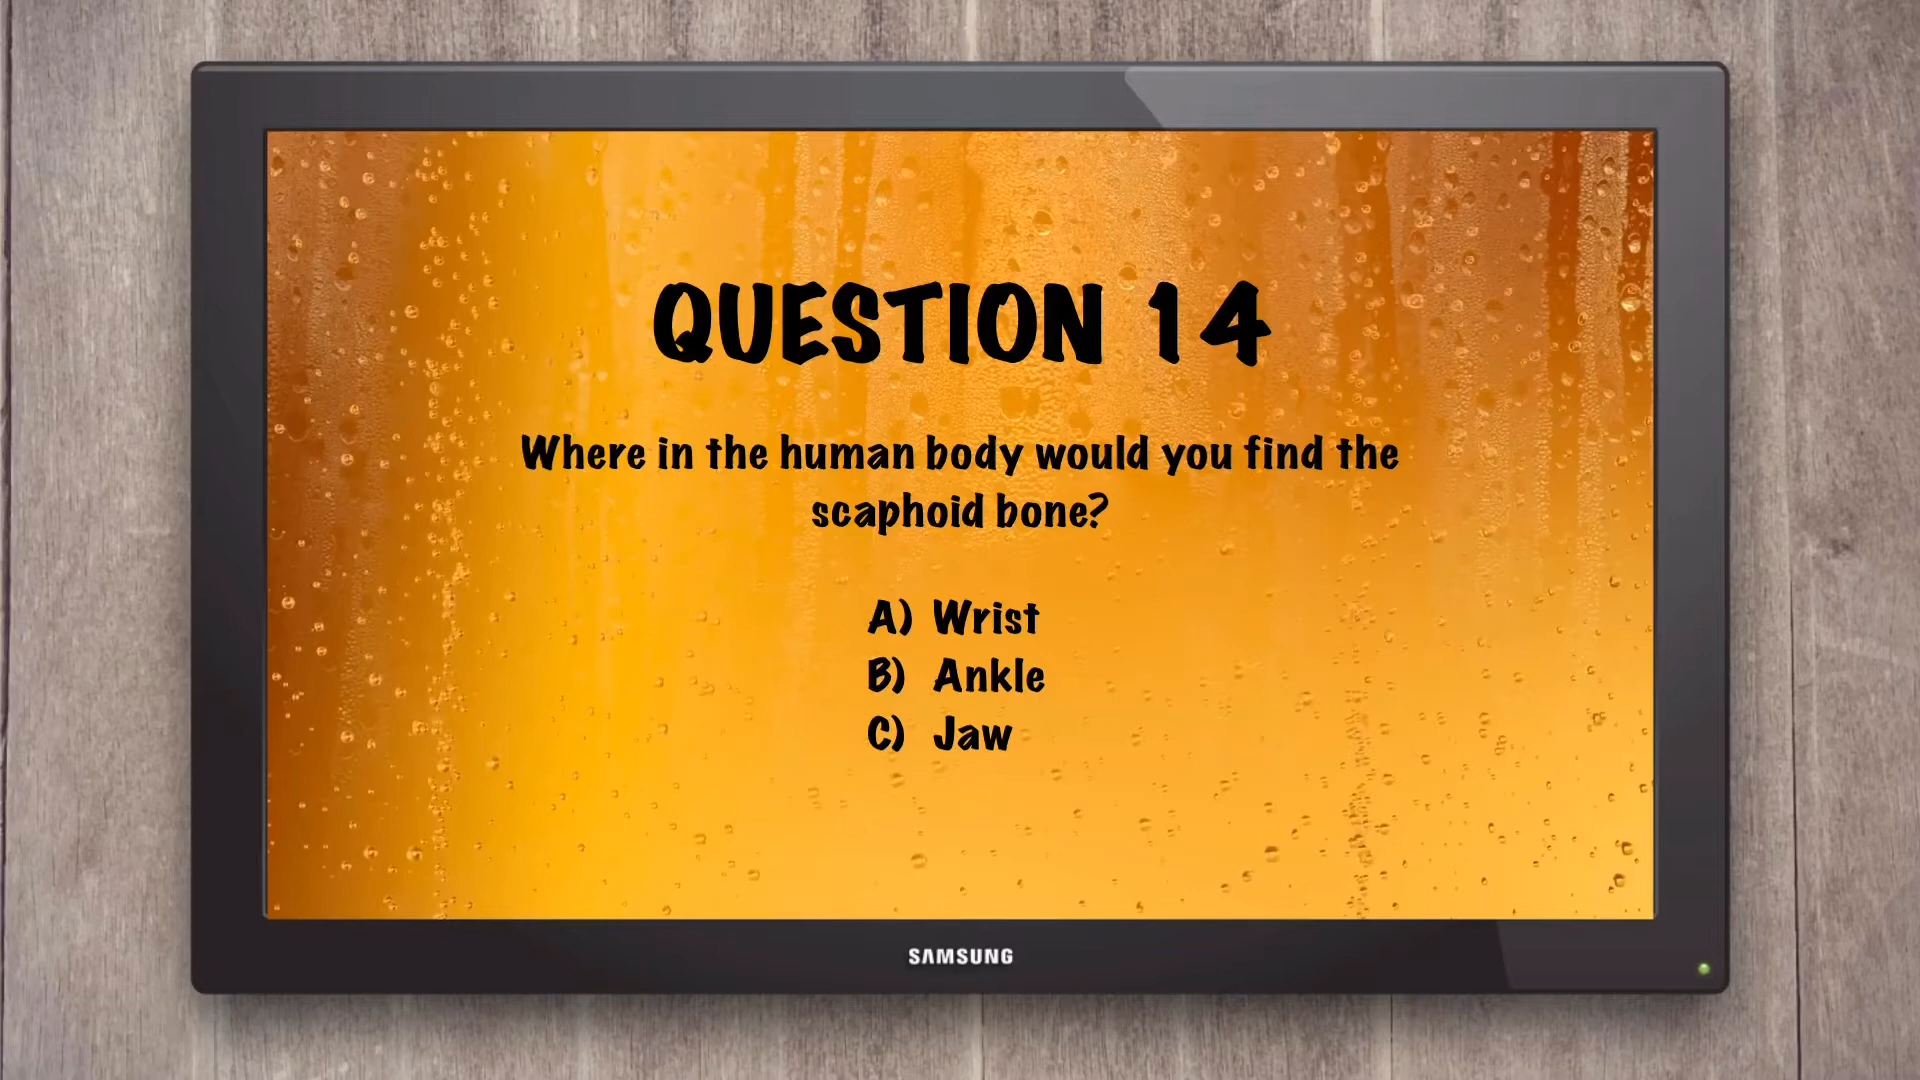 QUESTION 14
Where in the human body would you find the
scaphoid bone?
A) Wrist
B) Ankle
C) Jaw
SAMSUNG